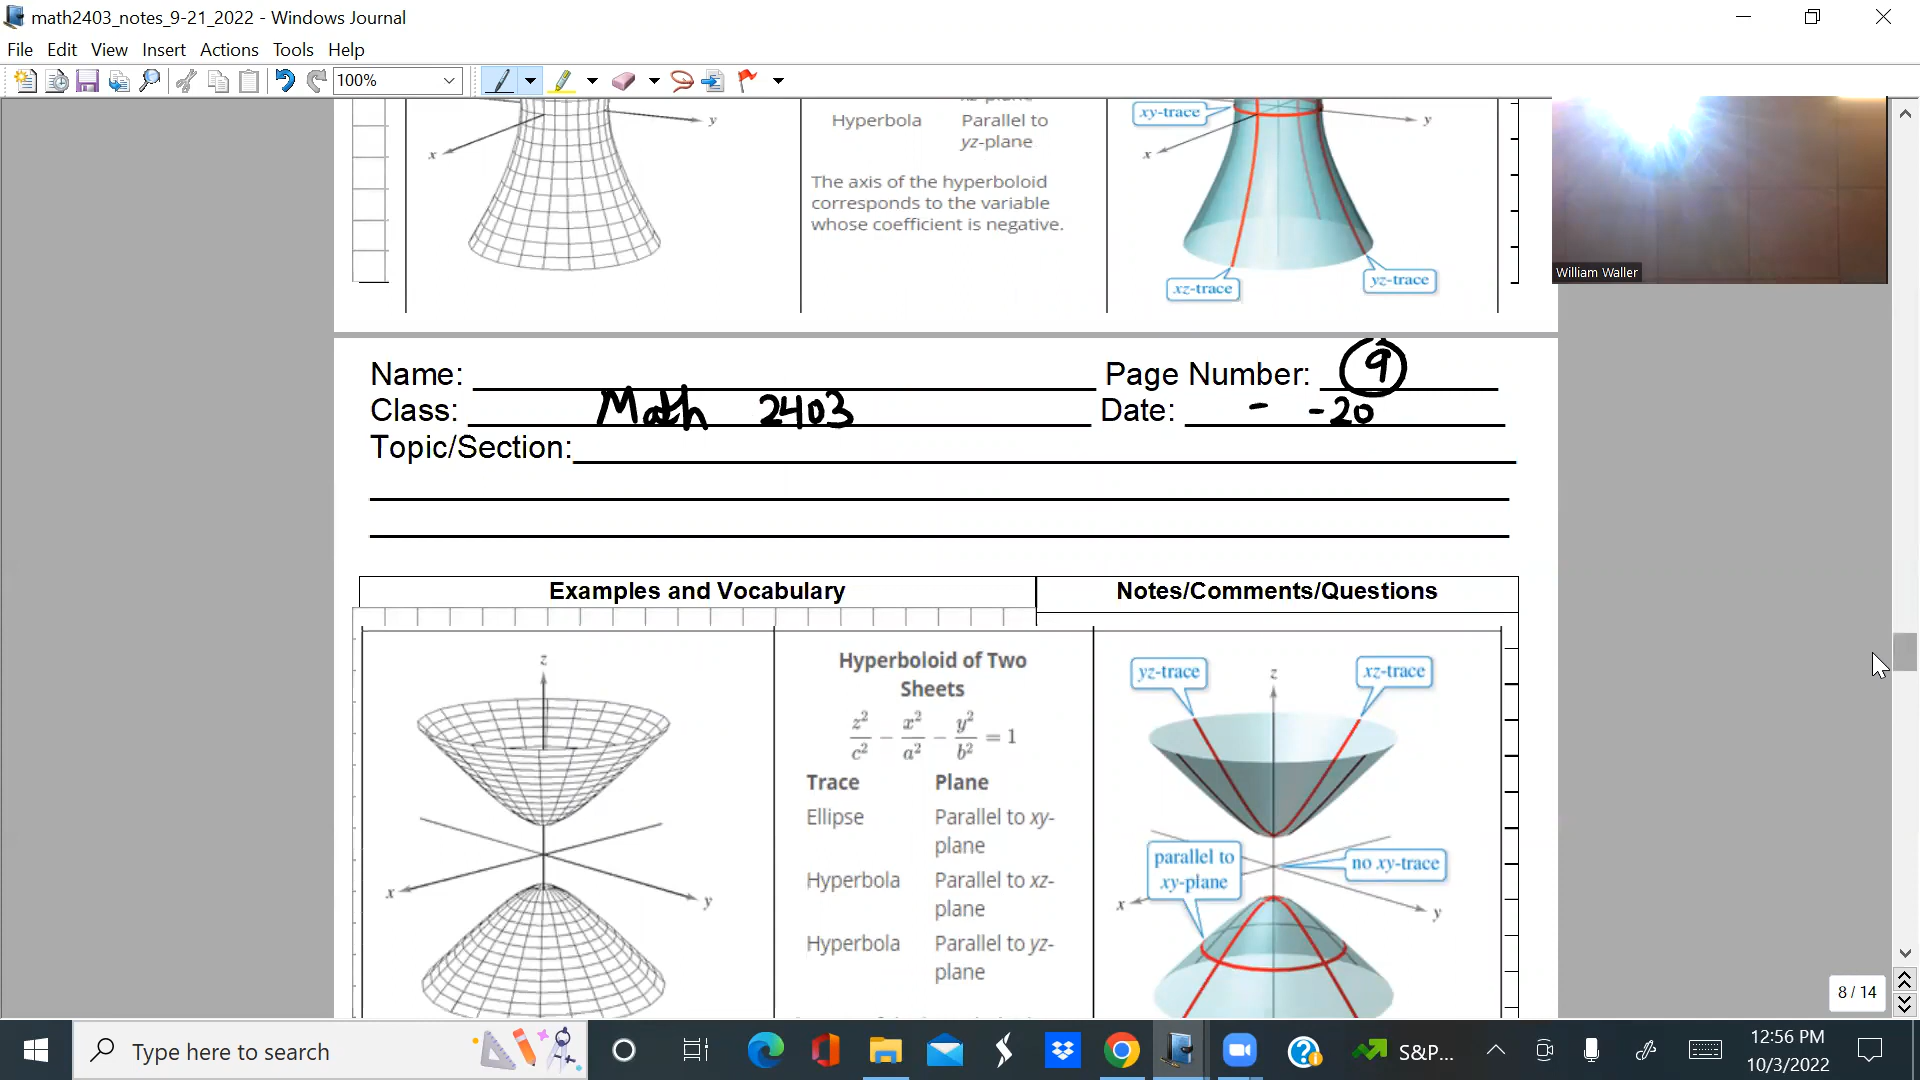 math2403_notes_9-21_2022 - Windows Journal
File Edit View Insert Actions Tools Help
100%
y
x
Hyperbola Parallel to
yz-plane
The axis of the hyperboloid
corresponds to the variable
whose coefficient is negative.
xy-trace
y
x
xz-trace
yz-trace
William Waller
Name: Page Number: 9
Class: Math 2403 Date: - -20
Topic/Section:
Examples and Vocabulary Notes/Comments/Questions
z
x
y
Hyperboloid of Two
Sheets
z²/c² − x²/a² − y²/b² = 1
Trace Plane
Ellipse Parallel to xy-
plane
Hyperbola Parallel to xz-
plane
Hyperbola Parallel to yz-
plane
yz-trace
z
xz-trace
parallel to
xy-plane
no xy-trace
x
y
8 / 14
Type here to search
S&P...
12:56 PM
10/3/2022